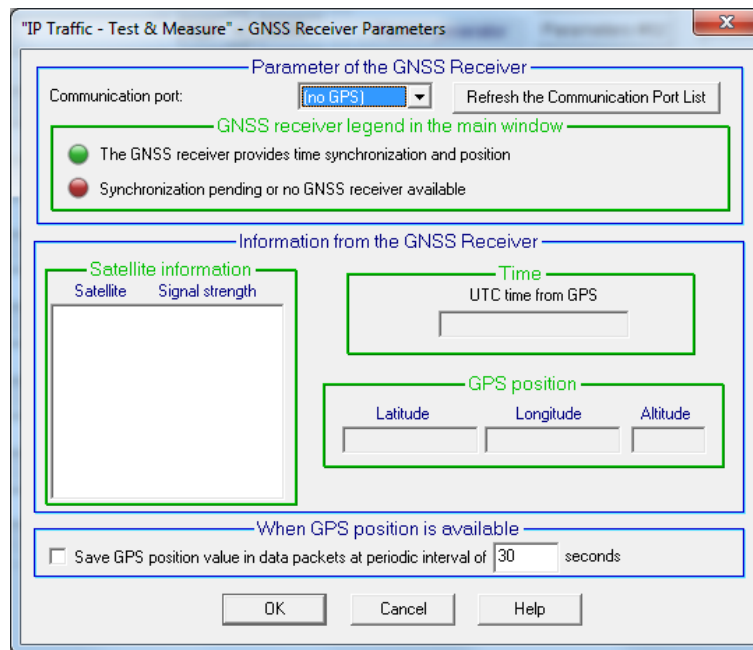 "IP Traffic - Test & Measure" - GNSS Receiver Parameters
Parameter of the GNSS Receiver
Communication port:
(no GPS)
Refresh the Communication Port List
GNSS receiver legend in the main window
The GNSS receiver provides time synchronization and position
Synchronization pending or no GNSS receiver available
Information from the GNSS Receiver
Satellite information
Satellite Signal strength
Time
UTC time from GPS
GPS position
Latitude Longitude Altitude
When GPS position is available
Save GPS position value in data packets at periodic interval of 30 seconds
OK Cancel Help